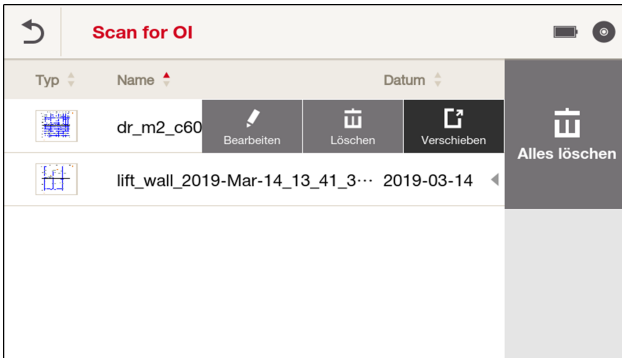 Scan for OI
Typ Name Datum
dr_m2_c60
Bearbeiten Löschen Verschieben
Alles löschen
lift_wall_2019-Mar-14_13_41_3··· 2019-03-14